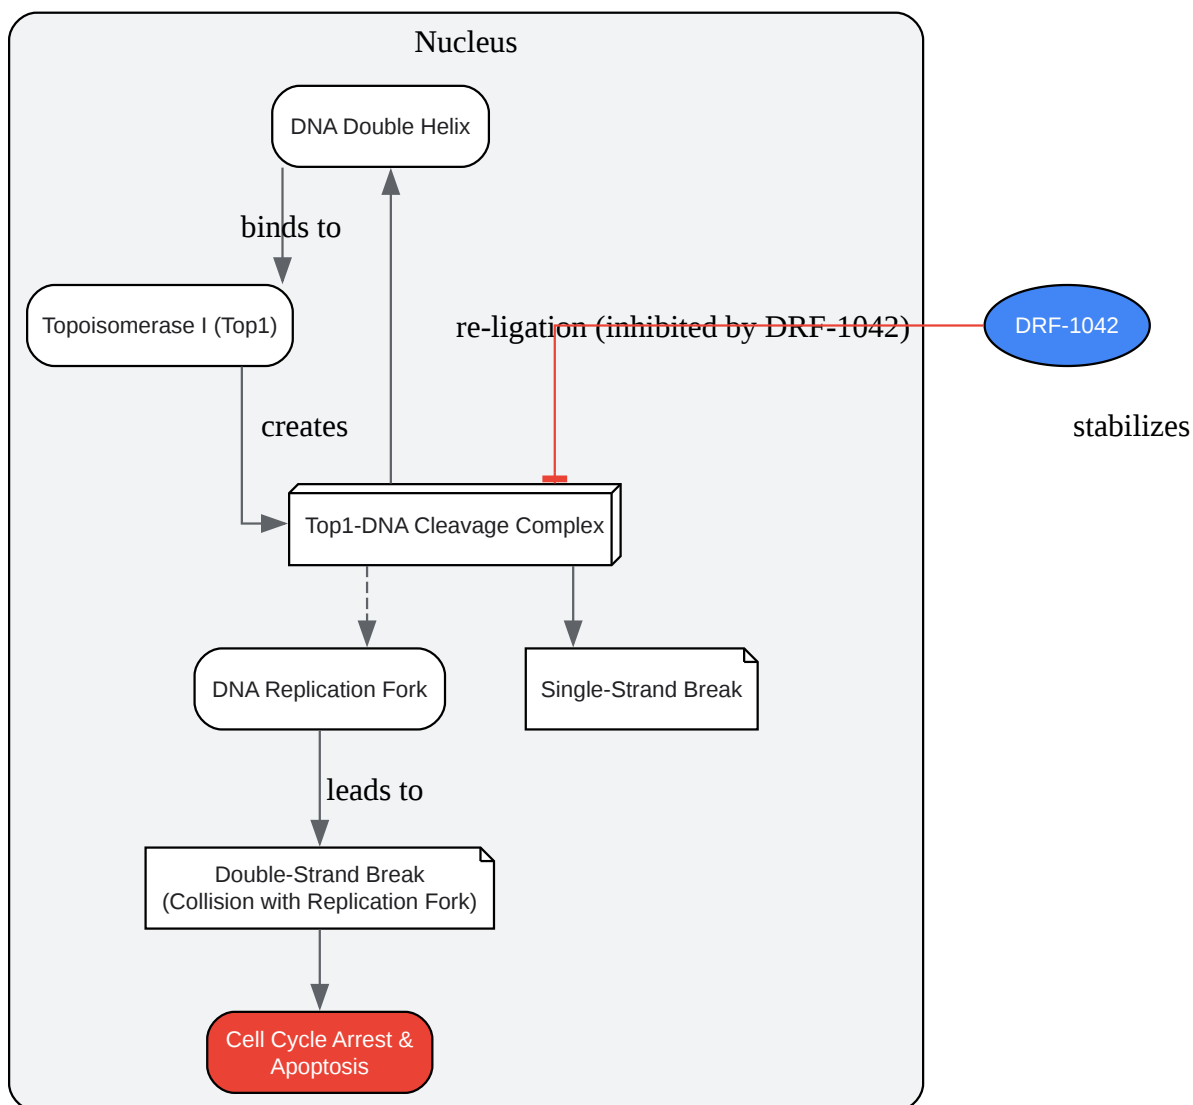 Nucleus
DNA Double Helix
binds to
Topoisomerase I (Top1)
re-ligation (inhibited by DRF-1042)
DRF-1042
creates
stabilizes
Top1-DNA Cleavage Complex
DNA Replication Fork
Single-Strand Break
leads to
Double-Strand Break
(Collision with Replication Fork)
Cell Cycle Arrest &
Apoptosis